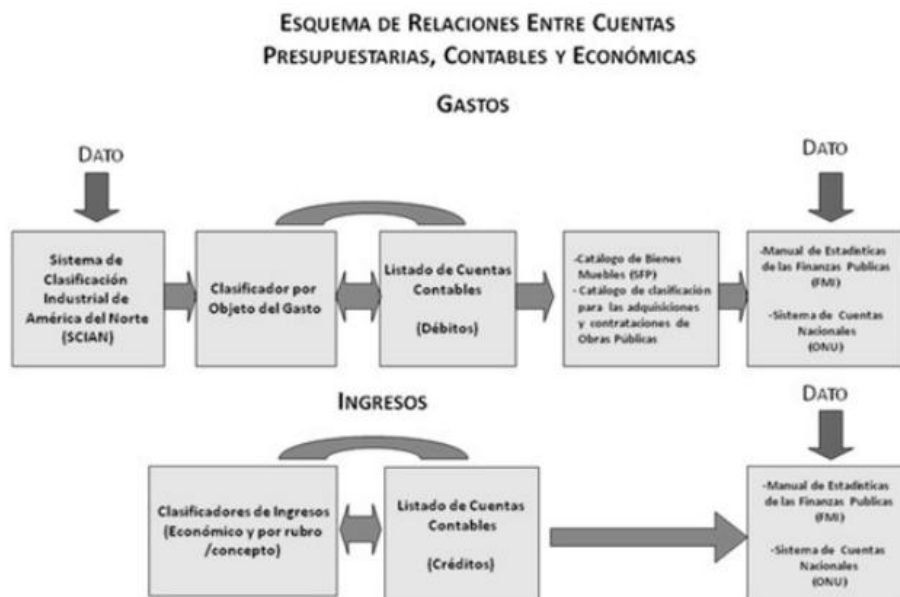 ESQUEMA DE RELACIONES ENTRE CUENTAS
PRESUPUESTARIAS, CONTABLES Y ECONÓMICAS
GASTOS
DATO
DATO
Sistema de
Clasificación
Industrial de
América del Norte
(SCIAN)
Clasificador por
Objeto del Gasto
Listado de Cuentas
Contables
(Débitos)
-Catálogo de Bienes
Muebles (SFP)
- Catálogo de clasificación
para las adquisiciones
y contrataciones de
Obras Públicas
-Manual de Estadísticas
de las Finanzas Publicas
(FMI)
-Sistema de Cuentas
Nacionales
(ONU)
INGRESOS
DATO
Clasificadores de Ingresos
(Económico y por rubro
/concepto)
Listado de Cuentas
Contables
(Créditos)
-Manual de Estadísticas
de las Finanzas Publicas
(FMI)
-Sistema de Cuentas
Nacionales
(ONU)